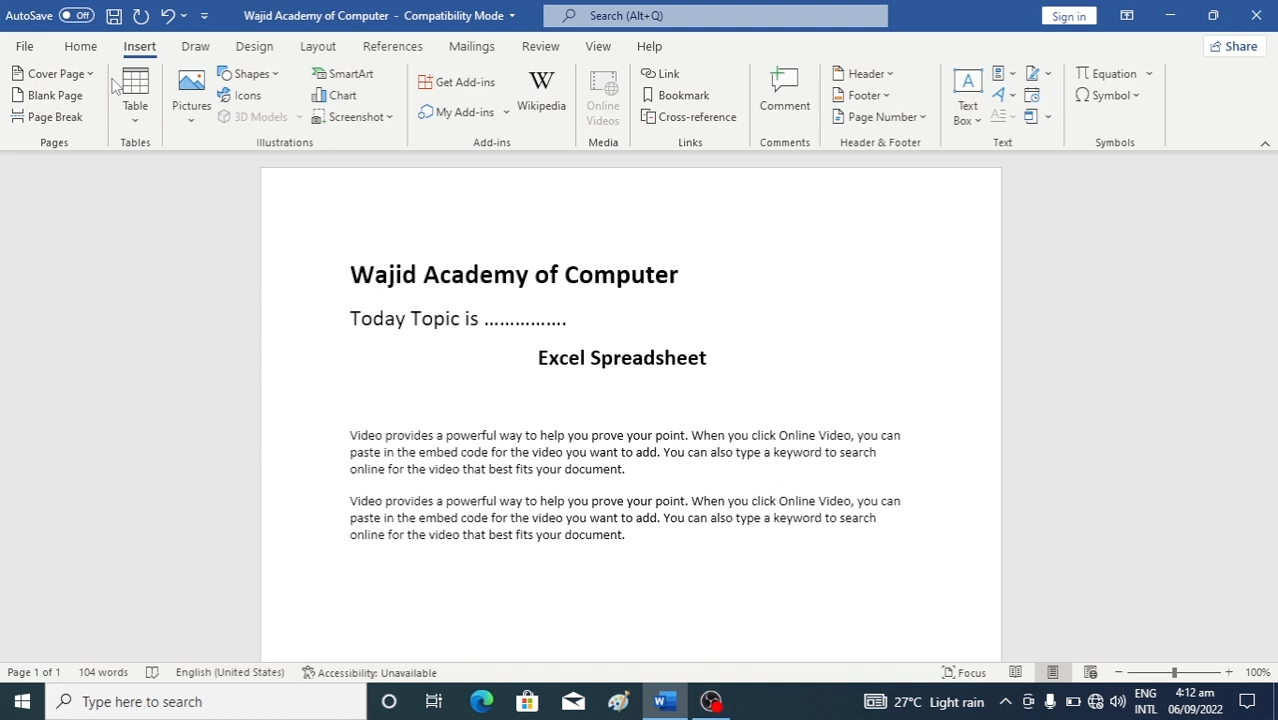 AutoSave Off Wajid Academy of Computer - Compatibility Mode Search (Alt+Q) Sign in
File Home Insert Draw Design Layout References Mailings Review View Help Share
Cover Page
Blank Page
Page Break
Pages
Table
Tables
Pictures
Shapes
Icons
3D Models
SmartArt
Chart
Screenshot
Illustrations
Get Add-ins
My Add-ins
W
Wikipedia
Add-ins
Online
Videos
Media
Link
Bookmark
Cross-reference
Links
Comment
Comments
Header
Footer
Page Number
Header & Footer
A
Text
Box
Text
Equation
Symbol
Symbols
Wajid Academy of Computer
Today Topic is …………….
Excel Spreadsheet
Video provides a powerful way to help you prove your point. When you click Online Video, you can
paste in the embed code for the video you want to add. You can also type a keyword to search
online for the video that best fits your document.
Video provides a powerful way to help you prove your point. When you click Online Video, you can
paste in the embed code for the video you want to add. You can also type a keyword to search
online for the video that best fits your document.
Page 1 of 1 104 words English (United States) Accessibility: Unavailable Focus 100%
Type here to search 27°C Light rain ENG 4:12 am
INTL 06/09/2022